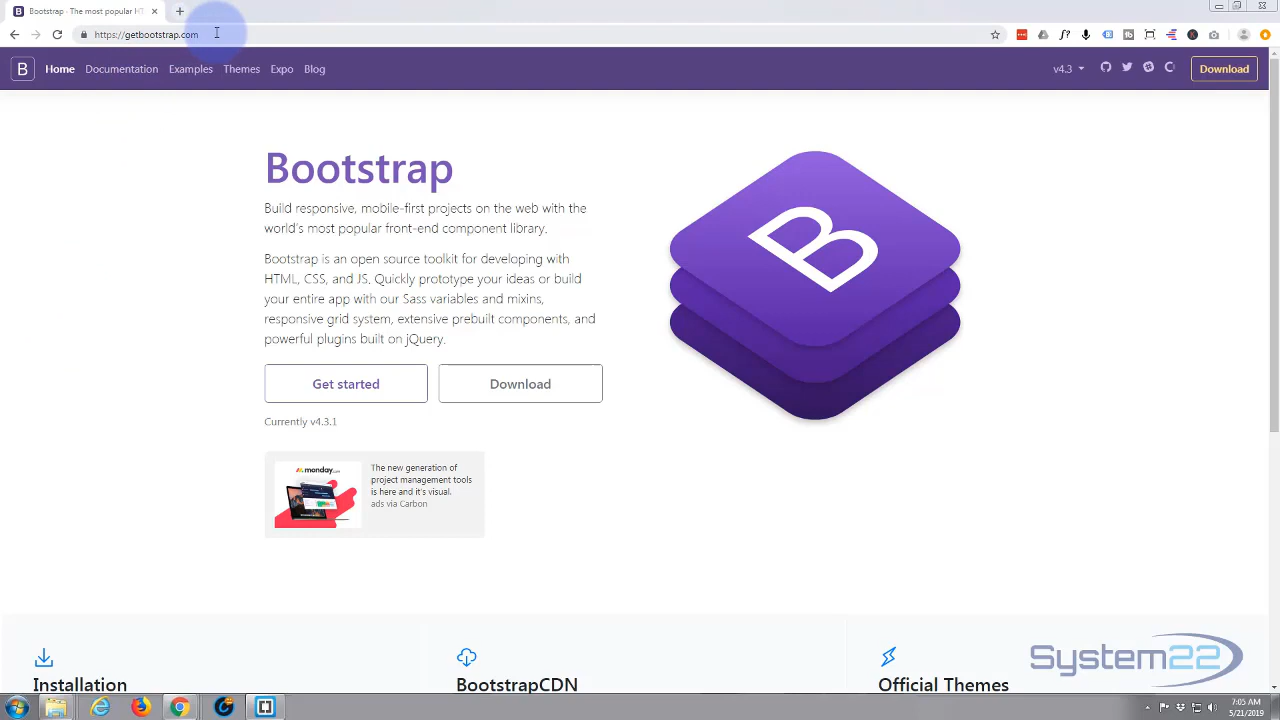 Bootstrap · The most popular HT
https://getbootstrap.com
B
Home
Documentation
Examples
Themes
Expo
Blog
v4.3
Download
Bootstrap
Build responsive, mobile-first projects on the web with the
world's most popular front-end component library.
Bootstrap is an open source toolkit for developing with
HTML, CSS, and JS. Quickly prototype your ideas or build
your entire app with our Sass variables and mixins,
responsive grid system, extensive prebuilt components, and
powerful plugins built on jQuery.
Get started
Download
Currently v4.3.1
B
monday.com
The new generation of
project management tools
is here and it's visual.
ads via Carbon
Installation
BootstrapCDN
Official Themes
System22
7:05 AM
5/21/2019